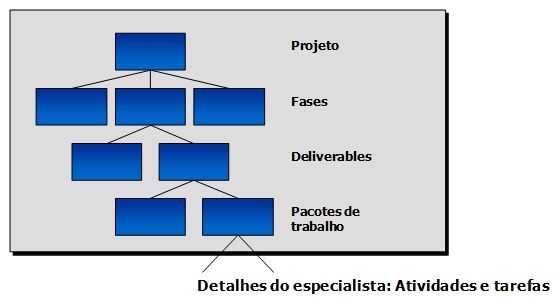 Projeto
Fases
Deliverables
Pacotes de
trabalho
Detalhes do especialista: Atividades e tarefas